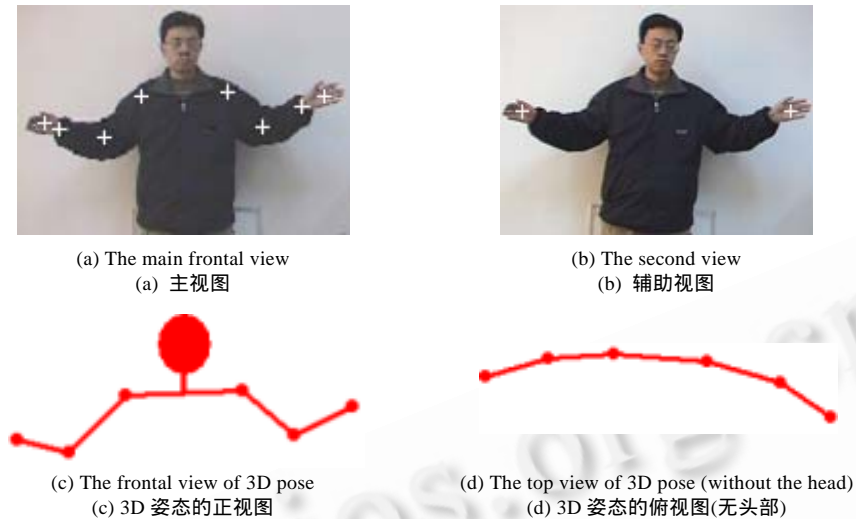 (a) The main frontal view
(a) 主视图
(b) The second view
(b) 辅助视图
(c) The frontal view of 3D pose
(c) 3D 姿态的正视图
(d) The top view of 3D pose (without the head)
(d) 3D 姿态的俯视图(无头部)